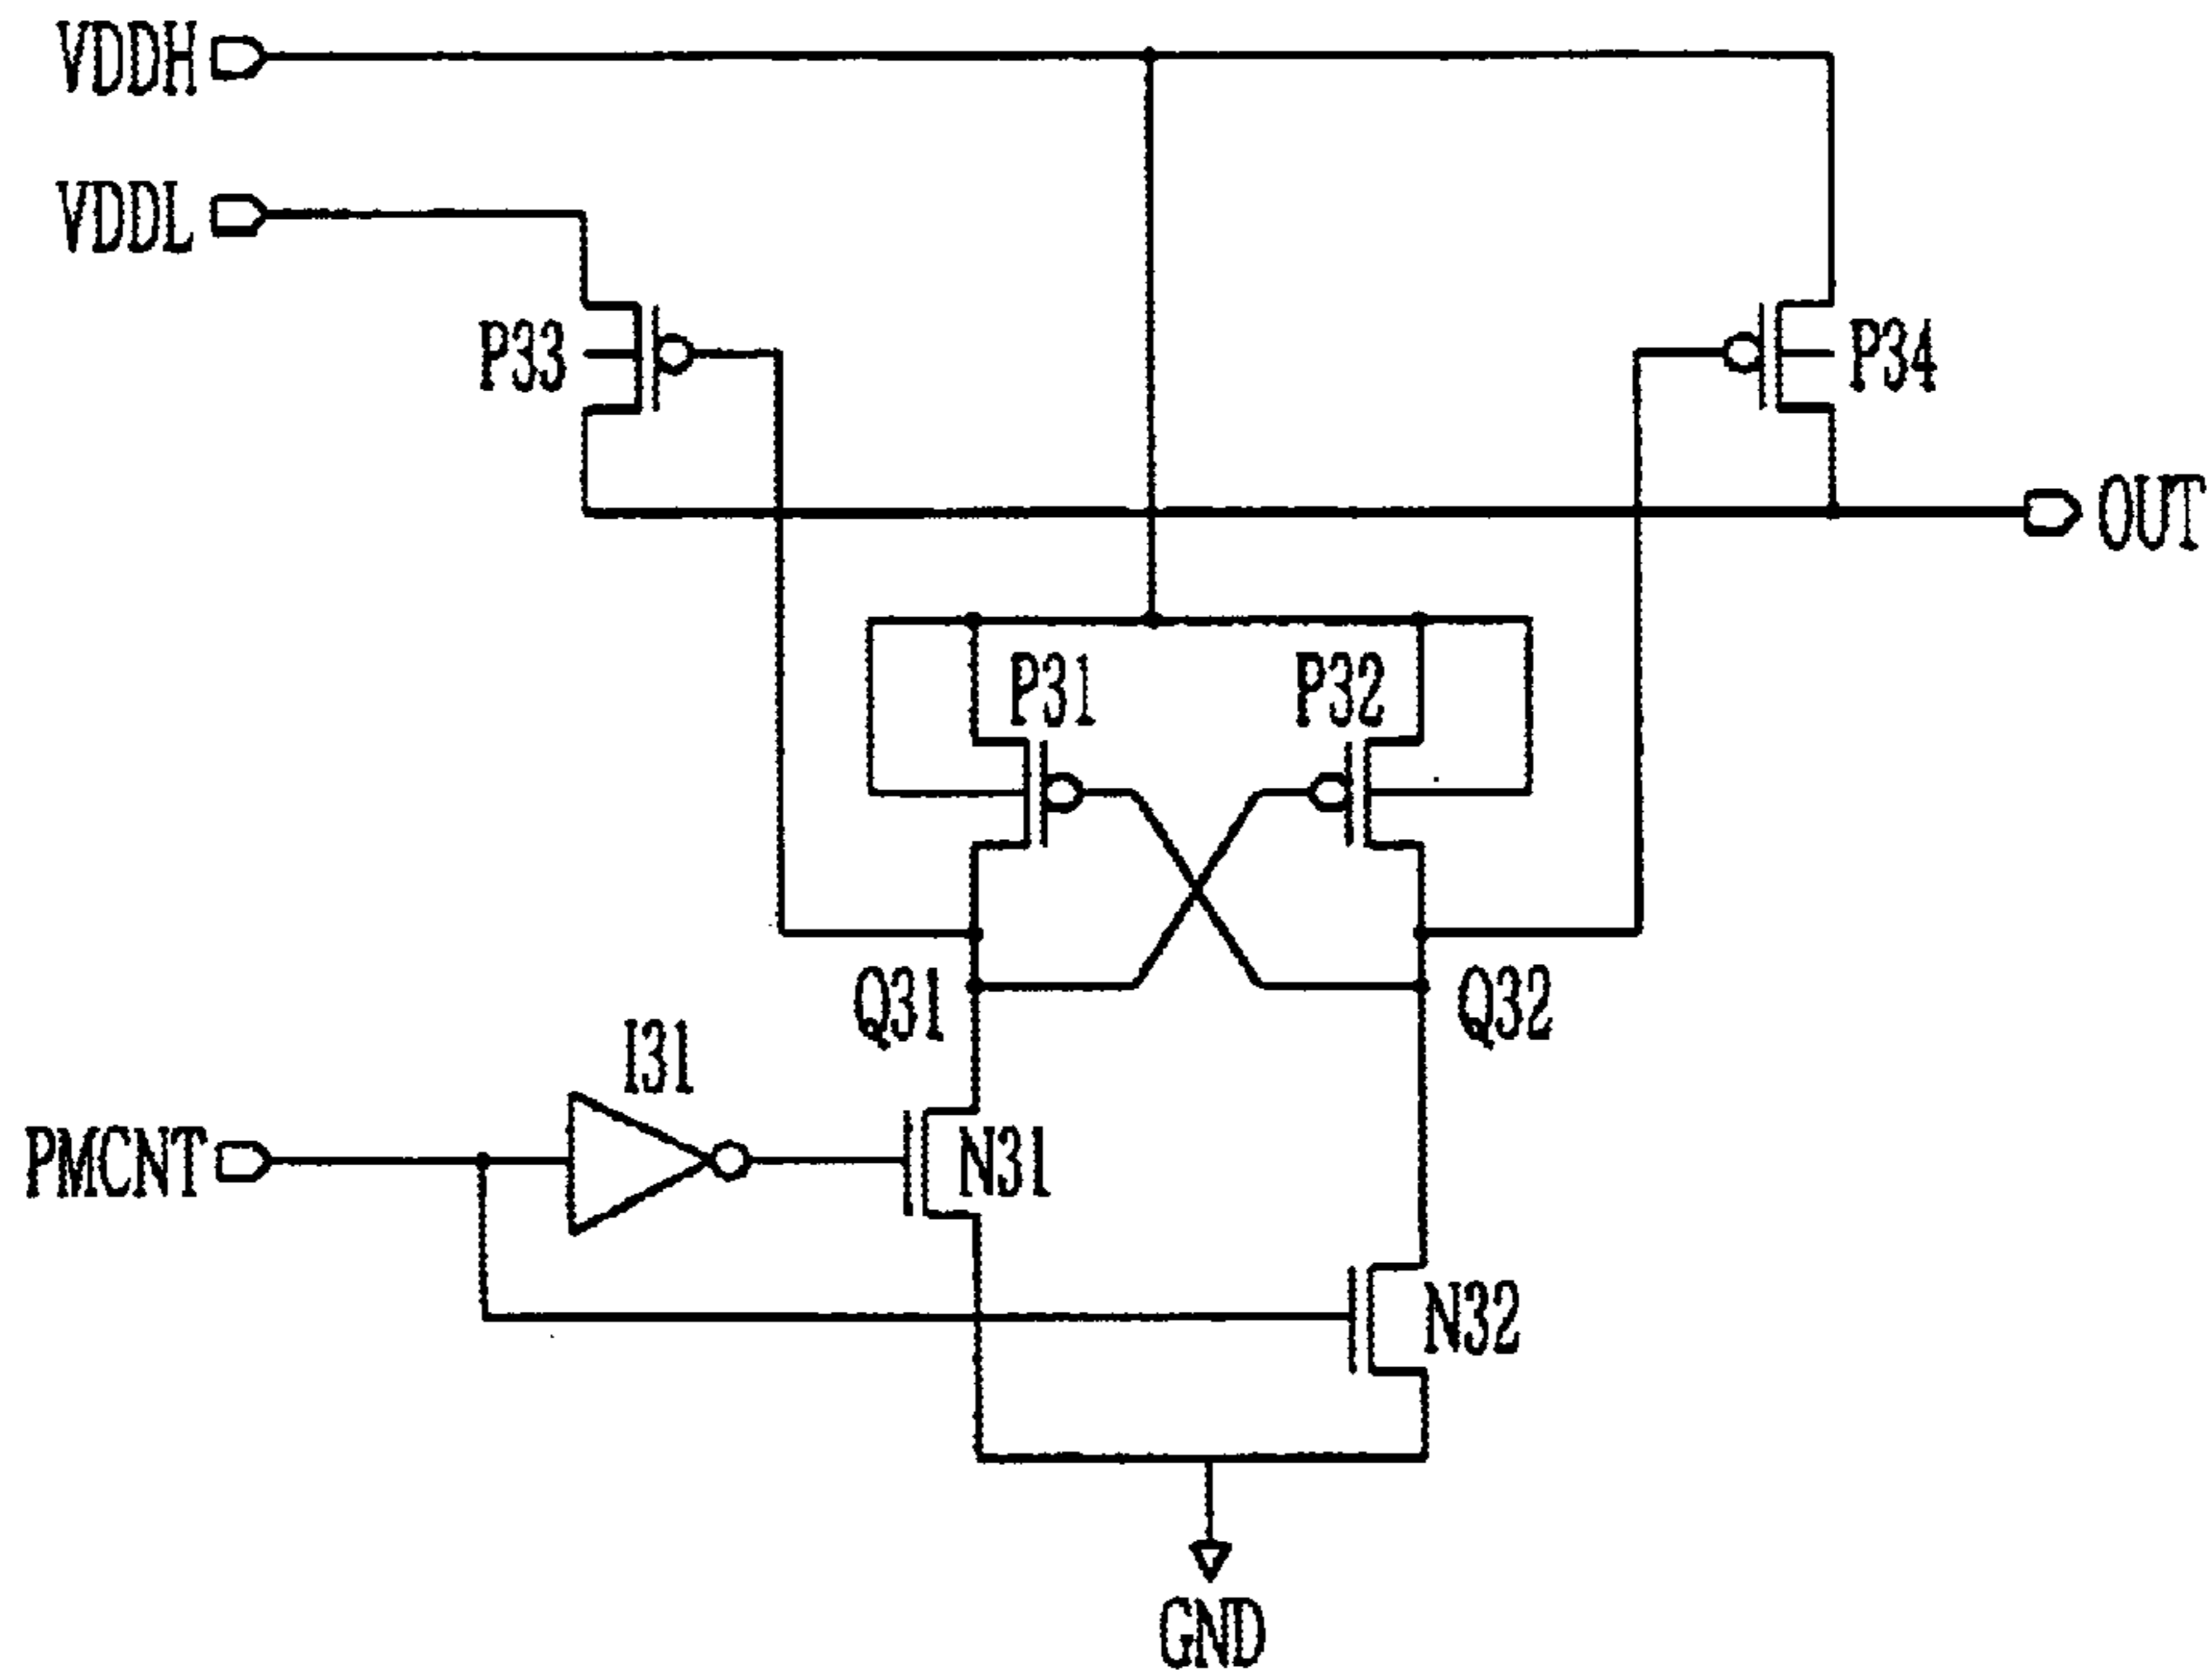 VDDH
VDDL
P33
P34
OUT
P31
P32
Q31
Q32
I31
PMCNT
N31
N32
GND